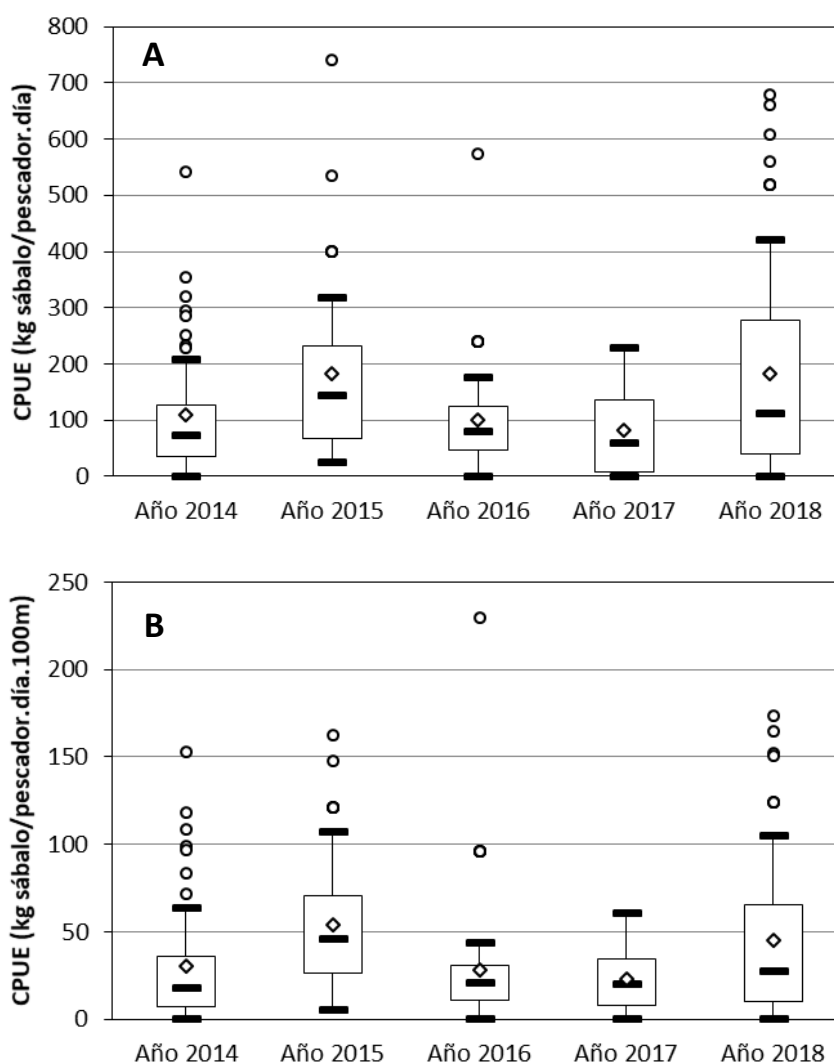 A
CPUE (kg sábalo/pescador.día)
800
700
600
500
400
300
200
100
0
Año 2014 Año 2015 Año 2016 Año 2017 Año 2018
B
CPUE (kg sábalo/pescador.día.100m)
250
200
150
100
50
0
Año 2014 Año 2015 Año 2016 Año 2017 Año 2018